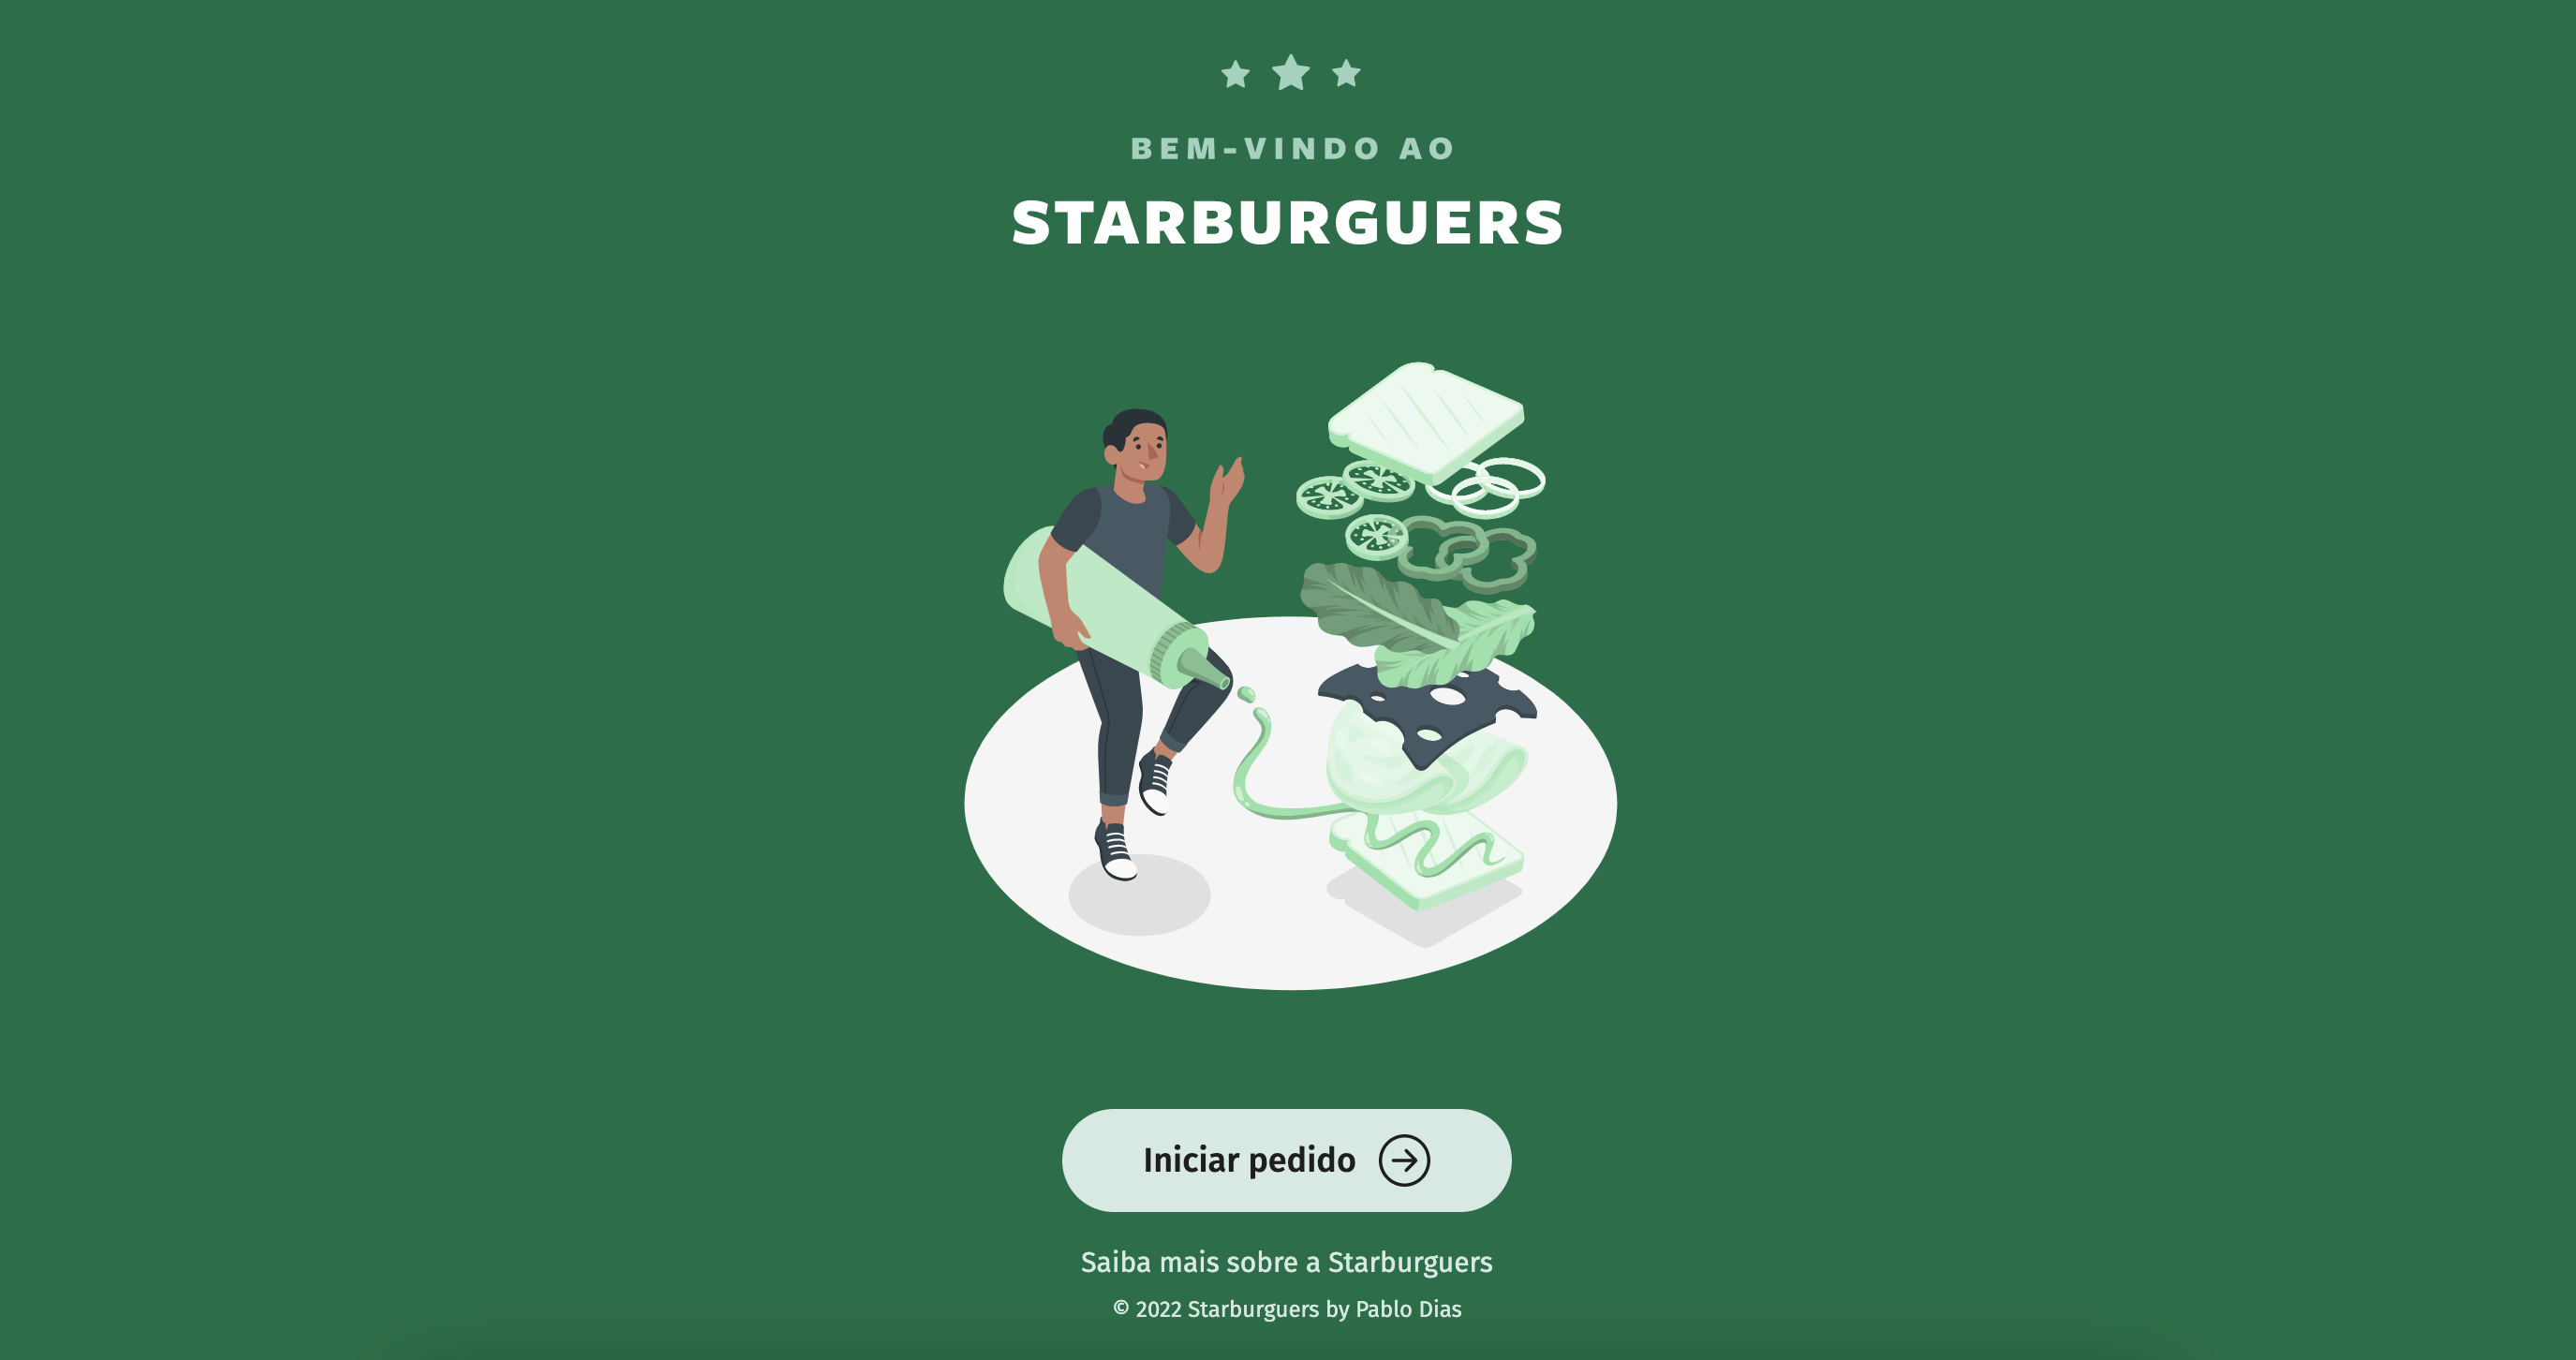 BEM-VINDO AO
STARBURGUERS
Iniciar pedido
Saiba mais sobre a Starburguers
© 2022 Starburguers by Pablo Dias